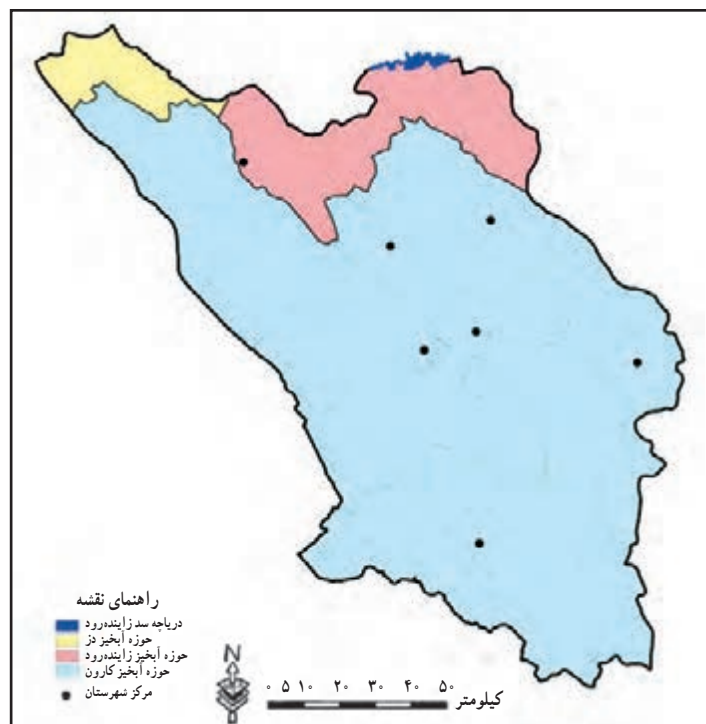 راهنمای نقشه
دریاچه سد زاینده‌رود
حوزه آبخیز دز
حوزه آبخیز زاینده‌رود
حوزه آبخیز کارون
مرکز شهرستان
N
۰ ۵ ۱۰ ۲۰ ۳۰ ۴۰ ۵۰
کیلومتر